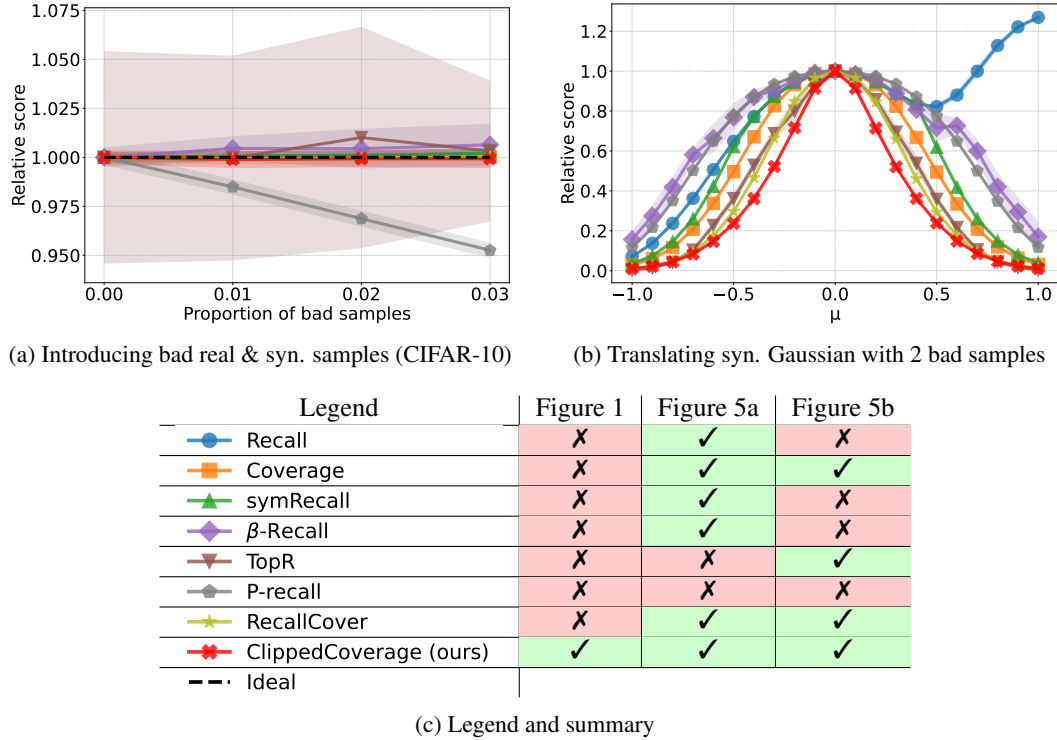 1.075
1.050
1.025
1.000
0.975
0.950
Relative score
0.00 0.01 0.02 0.03
Proportion of bad samples
(a) Introducing bad real & syn. samples (CIFAR-10)
1.2
1.0
0.8
0.6
0.4
0.2
0.0
Relative score
−1.0 −0.5 0.0 0.5 1.0
μ
(b) Translating syn. Gaussian with 2 bad samples
Legend Figure 1 Figure 5a Figure 5b
Recall ✗ ✓ ✗
Coverage ✗ ✓ ✓
symRecall ✗ ✓ ✗
β-Recall ✗ ✓ ✗
TopR ✗ ✗ ✓
P-recall ✗ ✗ ✗
RecallCover ✗ ✓ ✓
ClippedCoverage (ours) ✓ ✓ ✓
Ideal
(c) Legend and summary